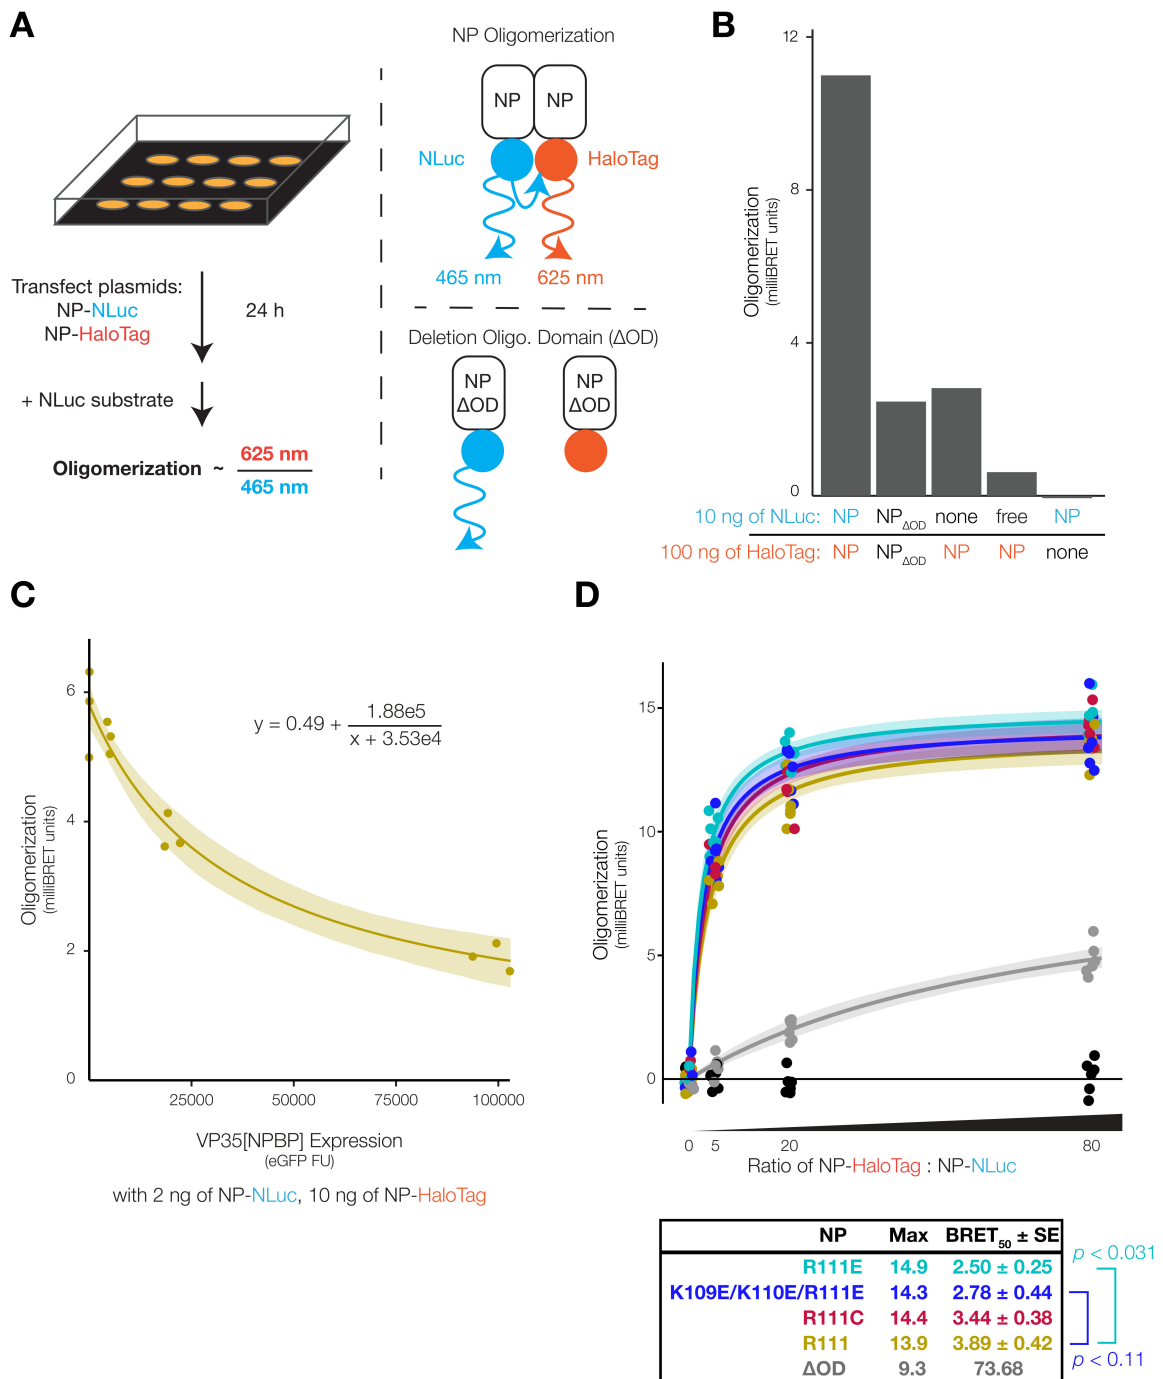 A
NP Oligomerization
NP NP
NLuc HaloTag
465 nm 625 nm
Transfect plasmids:
NP-NLuc
NP-HaloTag
24 h
+ NLuc substrate
Oligomerization ~ 625 nm
465 nm
Deletion Oligo. Domain (ΔOD)
NP NP
ΔOD ΔOD
B
Oligomerization
(milliBRET units)
12
8
4
0
10 ng of NLuc: NP NPΔOD none free NP
100 ng of HaloTag: NP NPΔOD NP NP none
C
Oligomerization
(milliBRET units)
6
4
2
0
y = 0.49 + 1.88e5
x + 3.53e4
25000 50000 75000 100000
VP35[NPBP] Expression
(eGFP FU)
with 2 ng of NP-NLuc, 10 ng of NP-HaloTag
D
Oligomerization
(milliBRET units)
15
10
5
0
0 5 20 80
Ratio of NP-HaloTag : NP-NLuc
NP Max BRET50 ± SE
R111E 14.9 2.50 ± 0.25
K109E/K110E/R111E 14.3 2.78 ± 0.44
R111C 14.4 3.44 ± 0.38
R111 13.9 3.89 ± 0.42
ΔOD 9.3 73.68
p < 0.031
p < 0.11